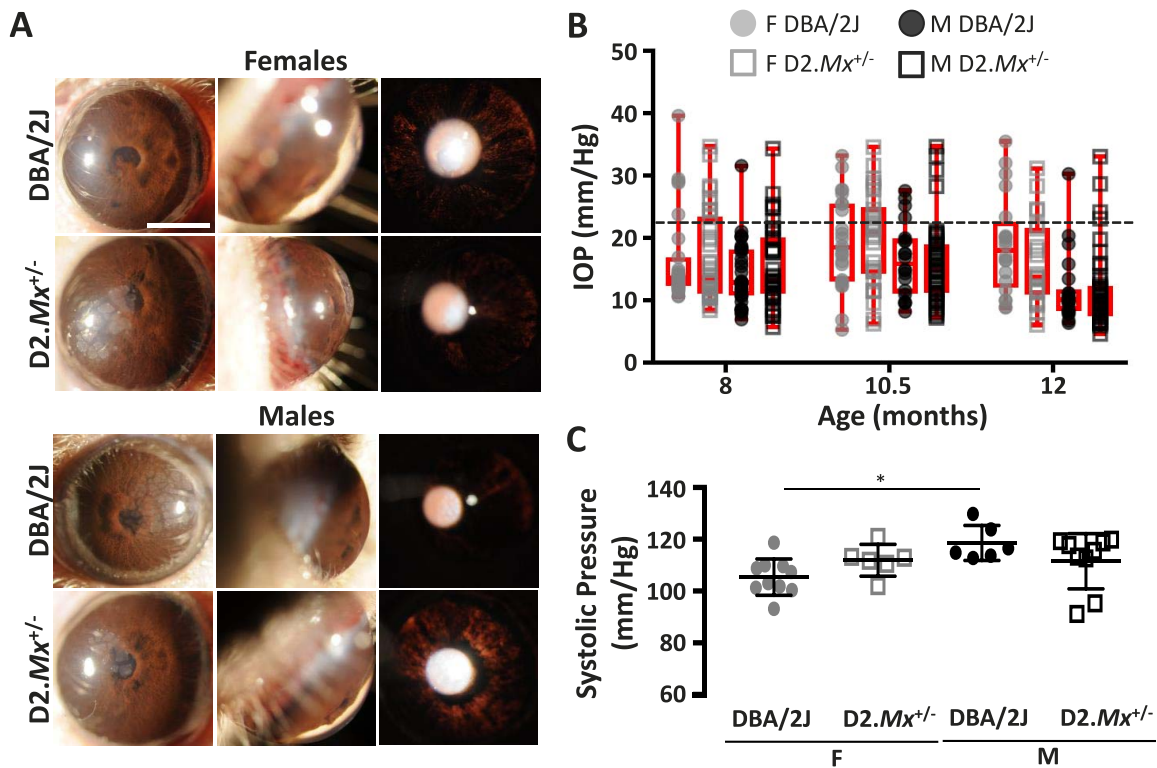 A
Females
DBA/2J
D2.Mx+/-
Males
DBA/2J
D2.Mx+/-
B
F DBA/2J
M DBA/2J
F D2.Mx+/-
M D2.Mx+/-
IOP (mm/Hg)
50
40
30
20
10
0
8
10.5
12
Age (months)
C
Systolic Pressure
(mm/Hg)
140
120
100
80
60
*
DBA/2J
D2.Mx+/-
DBA/2J
D2.Mx+/-
F
M